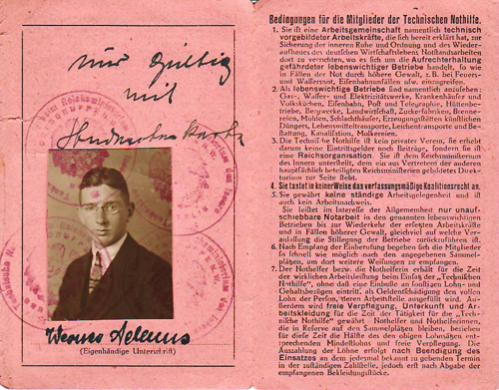 nur gültig
mit
Studentenkarte
Werner
(Eigenhändige Unterschrift)
Bedingungen für die Mitglieder der Technischen Nothilfe.
1. Sie ist eine Arbeitsgemeinschaft namentlich technisch
vorgebildeter Arbeitskräfte, die sich bereit erklärt hat, zur
Sicherung der inneren Ruhe und Ordnung und des Wieder-
aufbaues des deutschen Wirtschaftslebens Notstandsarbeiten
dort zu verrichten, wo es sich um die Aufrechterhaltung
gefährdeter lebenswichtiger Betriebe handelt, so wie
in Fällen der Not durch höhere Gewalt, z. B. bei Feuers-
und Wassersnot, Eisenbahnunfällen usw. einzugreifen.
2. Als lebenswichtige Betriebe sind namentlich anzusehen:
Gas-, Wasser- und Elektrizitätswerke, Krankenhäuser und
Volksküchen, Eisenbahn, Post und Telegraphie, Hüttenbe-
triebe, Bergwerke, Landwirtschaft, Zuckerfabriken, Brenne-
reien, Mühlen, Schlachthäuser, Erzeugungstätten künstlichen
Düngers, Lebensmitteltransporte, Leichentransporte und Be-
stattung, Kanalisation, Molkereien.
3. Die Technische Nothilfe ist kein privater Verein, sie erhebt
darum keine Eintrittsgelder noch Beiträge, sondern sie ist
eine Reichsorganisation. Sie ist dem Reichsministerium
des Innern unterstellt, dem ein aus Vertretern der anderen
hauptsächlich beteiligten Reichsministerien gebildetes Direk-
torium zur Seite steht.
4. Sie tastet in keiner Weise das verfassungsmäßige Koalitionsrecht an.
5. Sie gewährt keine ständige Arbeitsgelegenheit und ist
auch kein Arbeitsnachweis.
Sie leistet im Interesse der Allgemeinheit nur unauf-
schiebbare Notarbeit in den genannten lebenswichtigen
Betrieben bis zur Wiederkehr der ersetzten Arbeitskräfte
und in Fällen höherer Gewalt, gleichviel auf welche Ver-
anlassung die Stillegung der Betriebe zurückzuführen ist.
6. Nach Empfang der Einberufung begeben sich die Mitglieder
so schnell wie möglich nach den angegebenen Sammel-
plätzen, um dort weitere Weisungen zu empfangen.
7. Der Nothelfer bezw. die Nothelferin erhält für die Zeit
der wirklichen Arbeitsleistung beim Einsatz der „Technischen
Nothilfe“, ohne daß eine Einbuße an sonstigen Lohn- und
Gehaltsbezügen eintritt, als Geldentschädigung den vollen
Lohn der Person, deren Arbeitsstelle ausgefüllt wird. Außer-
dem wird freie Verpflegung, Unterkunft und Arbeits-
kleidung für die Zeit der Tätigkeit für die „Tech-
nische Nothilfe“ gewährt. Nothelfer und Nothelferinnen,
die in Reserve auf den Sammelplätzen bleiben, beziehen
für diese Zeit die Hälfte des den obigen Lohnsätzen ent-
sprechenden Mindestlohns und freie Verpflegung. Die
Auszahlung der Löhne erfolgt nach Beendigung des
Einsatzes an dem jedesmal bekannt zu gebenden Termin
in der zuständigen Zahlstelle, jedoch erst nach Abgabe der
empfangenen Bekleidungsstücke.